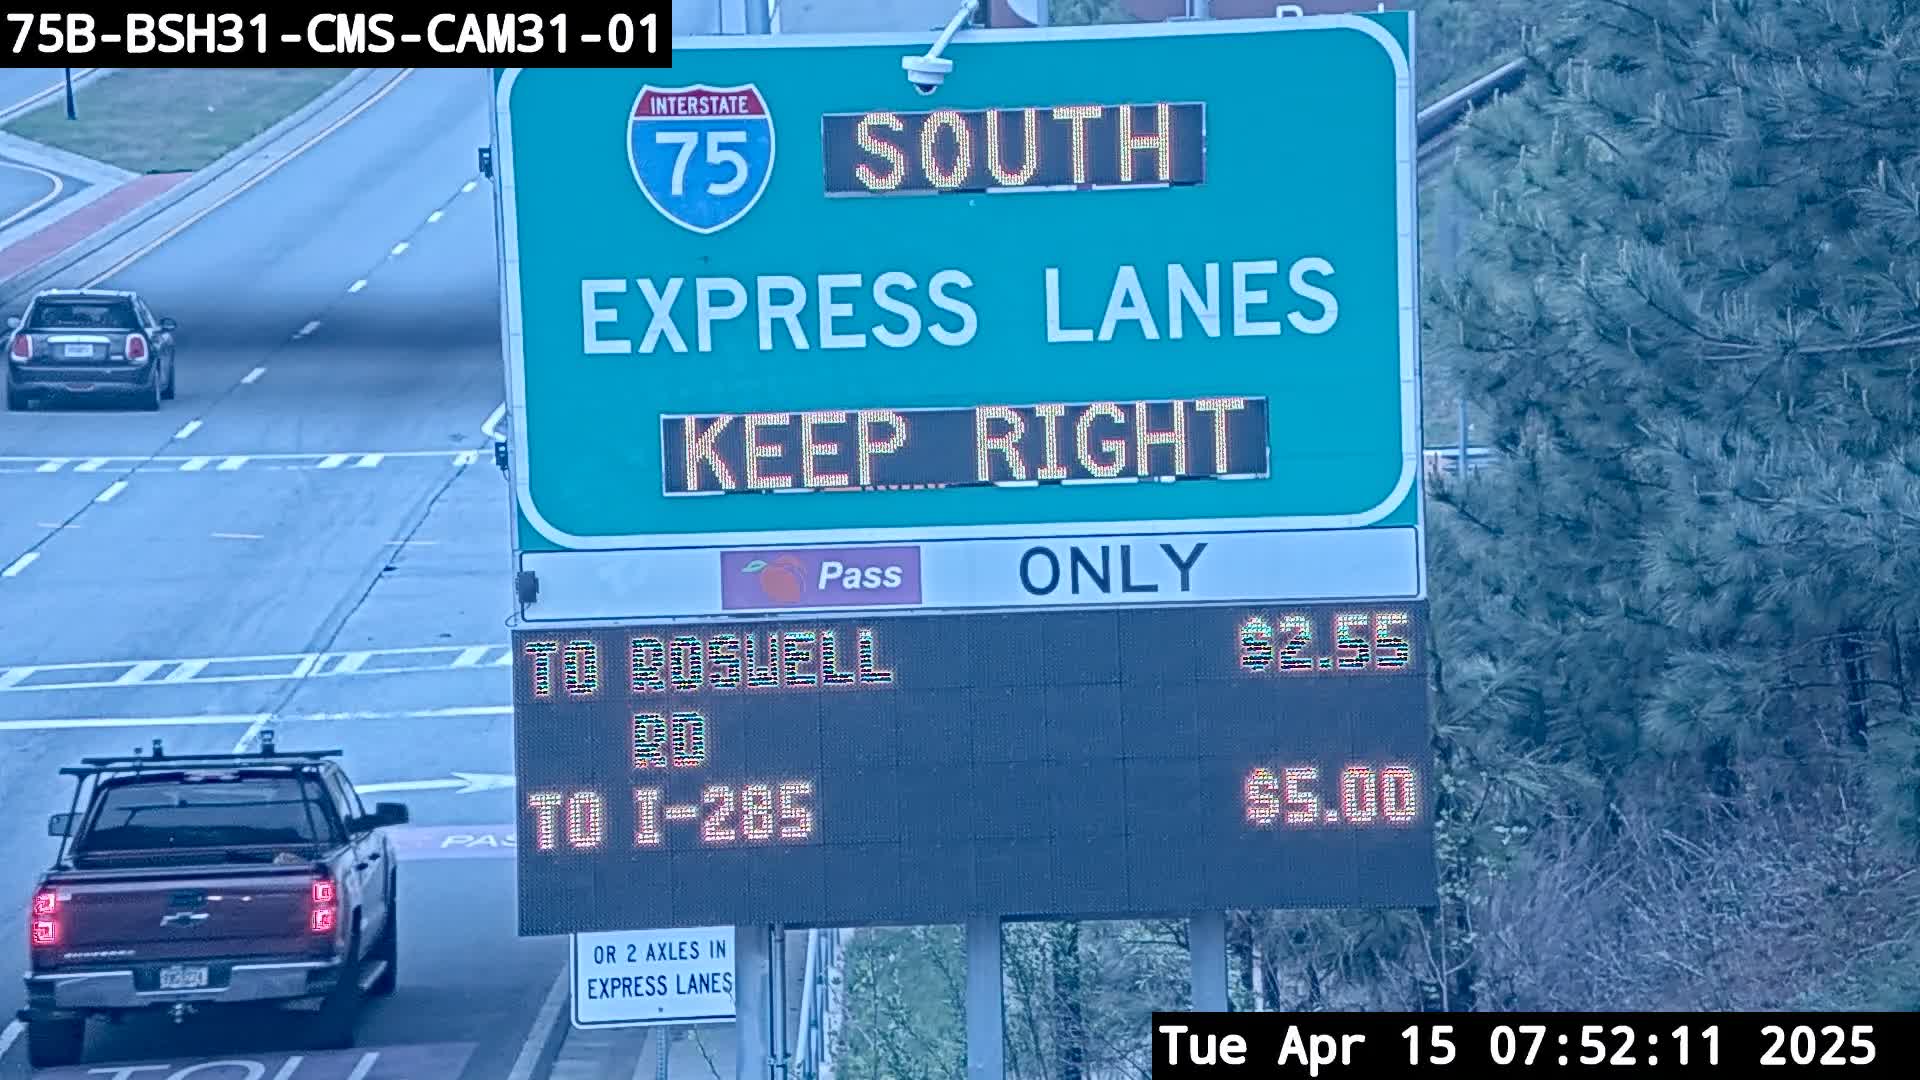 75B-BSH31-CMS-CAM31-01
INTERSTATE
75
SOUTH
EXPRESS LANES
KEEP RIGHT
Pass
ONLY
TO ROSWELL $2.55
RD
TO I-285 $5.00
OR 2 AXLES IN
EXPRESS LANES
TOLL
Tue Apr 15 07:52:11 2025